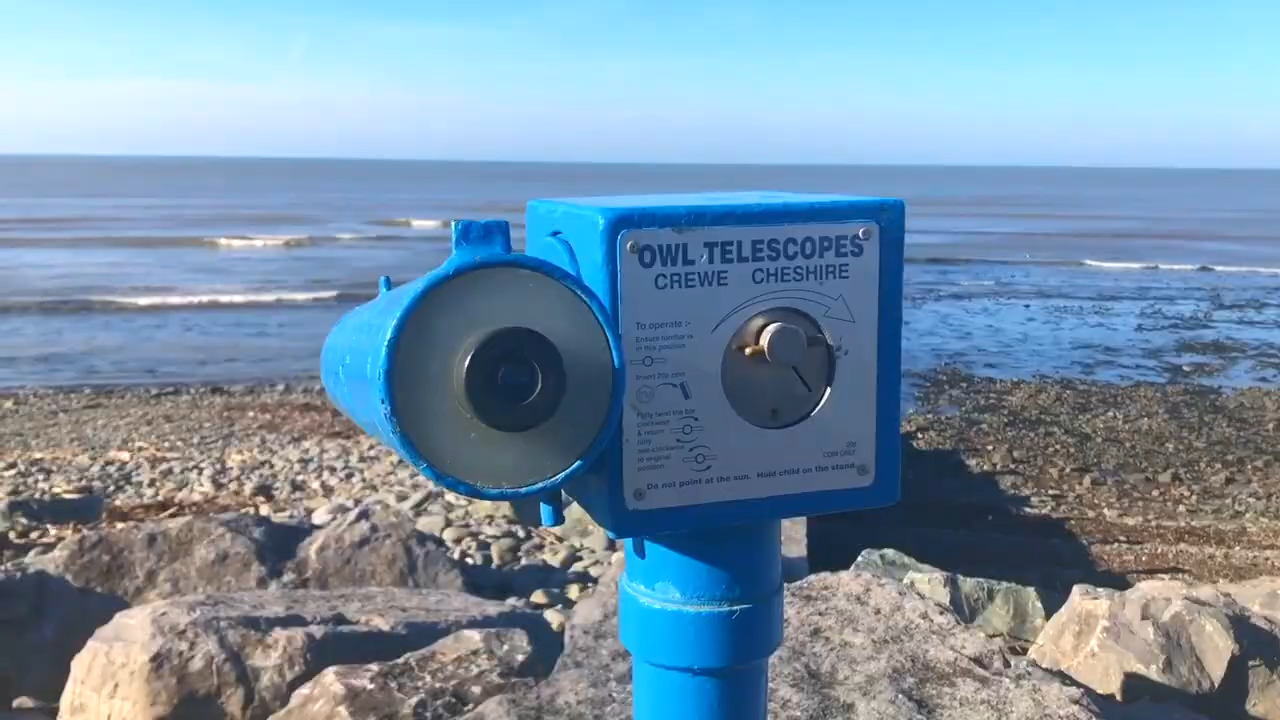 OWL TELESCOPES
CREWE CHESHIRE
To operate :-
Ensure turnbar is
in this position
Insert 20p coin
Fully twist the bar
clockwise
& return
fully
anti-clockwise
to original
position
20p
COIN ONLY
Do not point at the sun. Hold child on the stand.